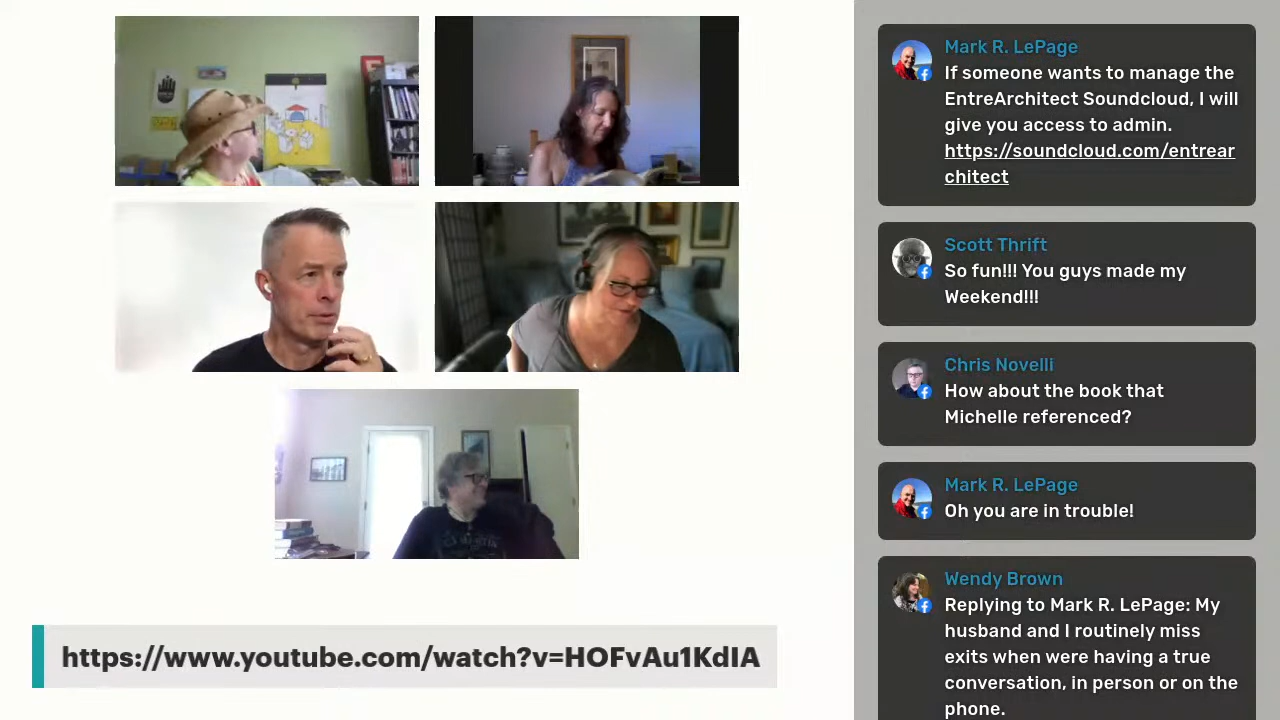 Mark R. LePage
If someone wants to manage the
EntreArchitect Soundcloud, I will
give you access to admin.
https://soundcloud.com/entrear
chitect
Scott Thrift
So fun!!! You guys made my
Weekend!!!
Chris Novelli
How about the book that
Michelle referenced?
Mark R. LePage
Oh you are in trouble!
Wendy Brown
Replying to Mark R. LePage: My
husband and I routinely miss
exits when were having a true
conversation, in person or on the
phone.
https://www.youtube.com/watch?v=HOFvAu1KdIA